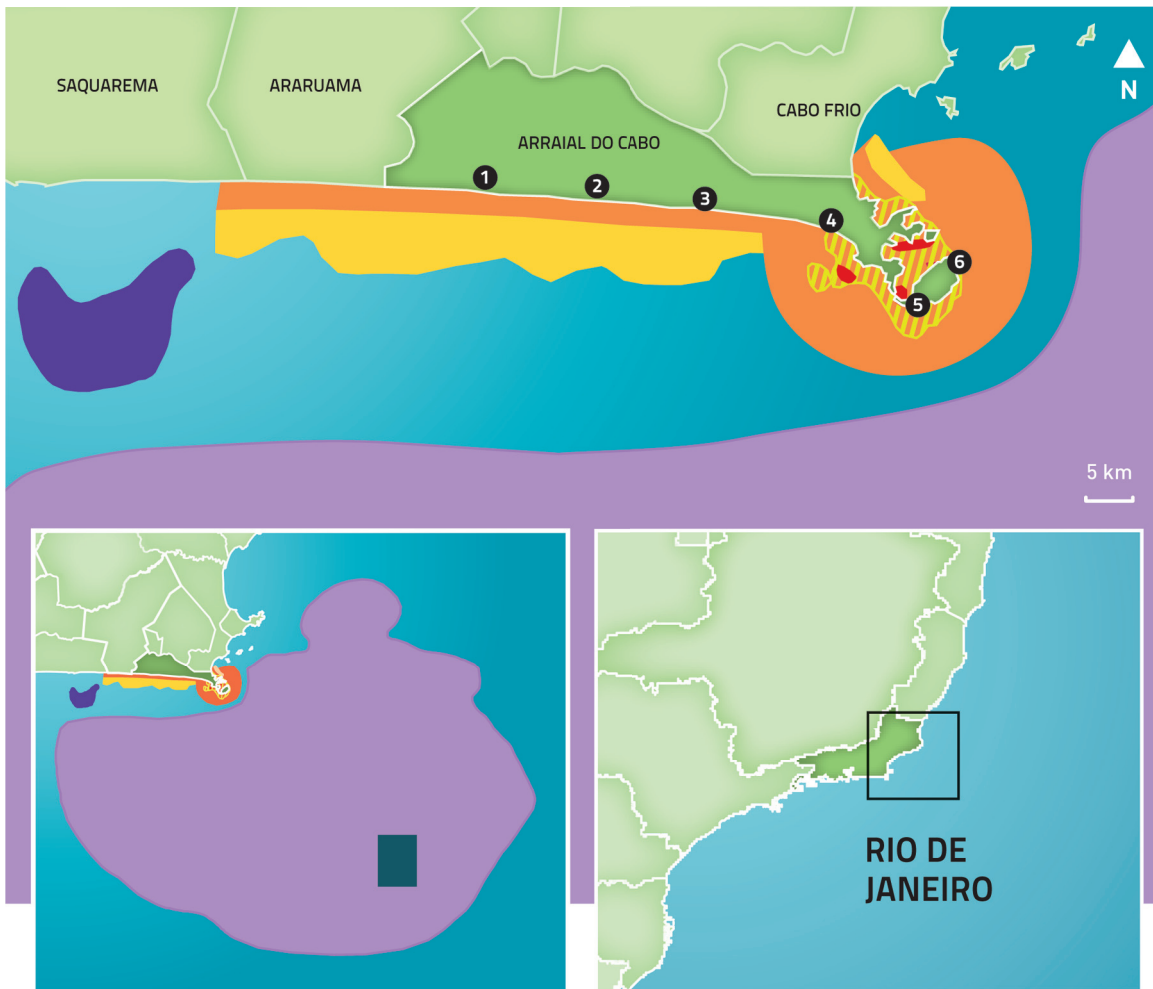 SAQUAREMA
ARARUAMA
ARRAIAL DO CABO
CABO FRIO
N
1
2
3
4
5
6
5 km
RIO DE
JANEIRO